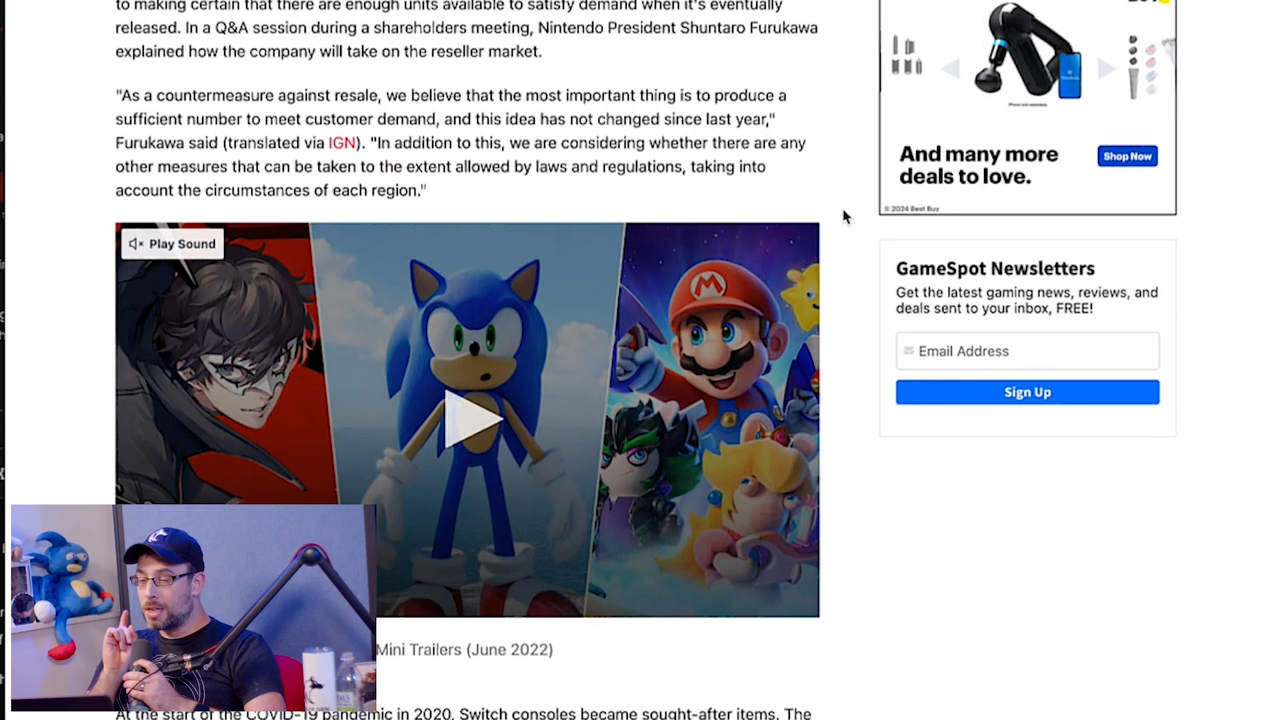 to making certain that there are enough units available to satisfy demand when it's eventually
released. In a Q&A session during a shareholders meeting, Nintendo President Shuntaro Furukawa
explained how the company will take on the reseller market.
"As a countermeasure against resale, we believe that the most important thing is to produce a
sufficient number to meet customer demand, and this idea has not changed since last year,"
Furukawa said (translated via IGN). "In addition to this, we are considering whether there are any
other measures that can be taken to the extent allowed by laws and regulations, taking into
account the circumstances of each region."
Play Sound
M
Mini Trailers (June 2022)
At the start of the COVID-19 pandemic in 2020, Switch consoles became sought-after items. The
And many more
deals to love.
Shop Now
© 2024 Best Buy
GameSpot Newsletters
Get the latest gaming news, reviews, and
deals sent to your inbox, FREE!
Email Address
Sign Up